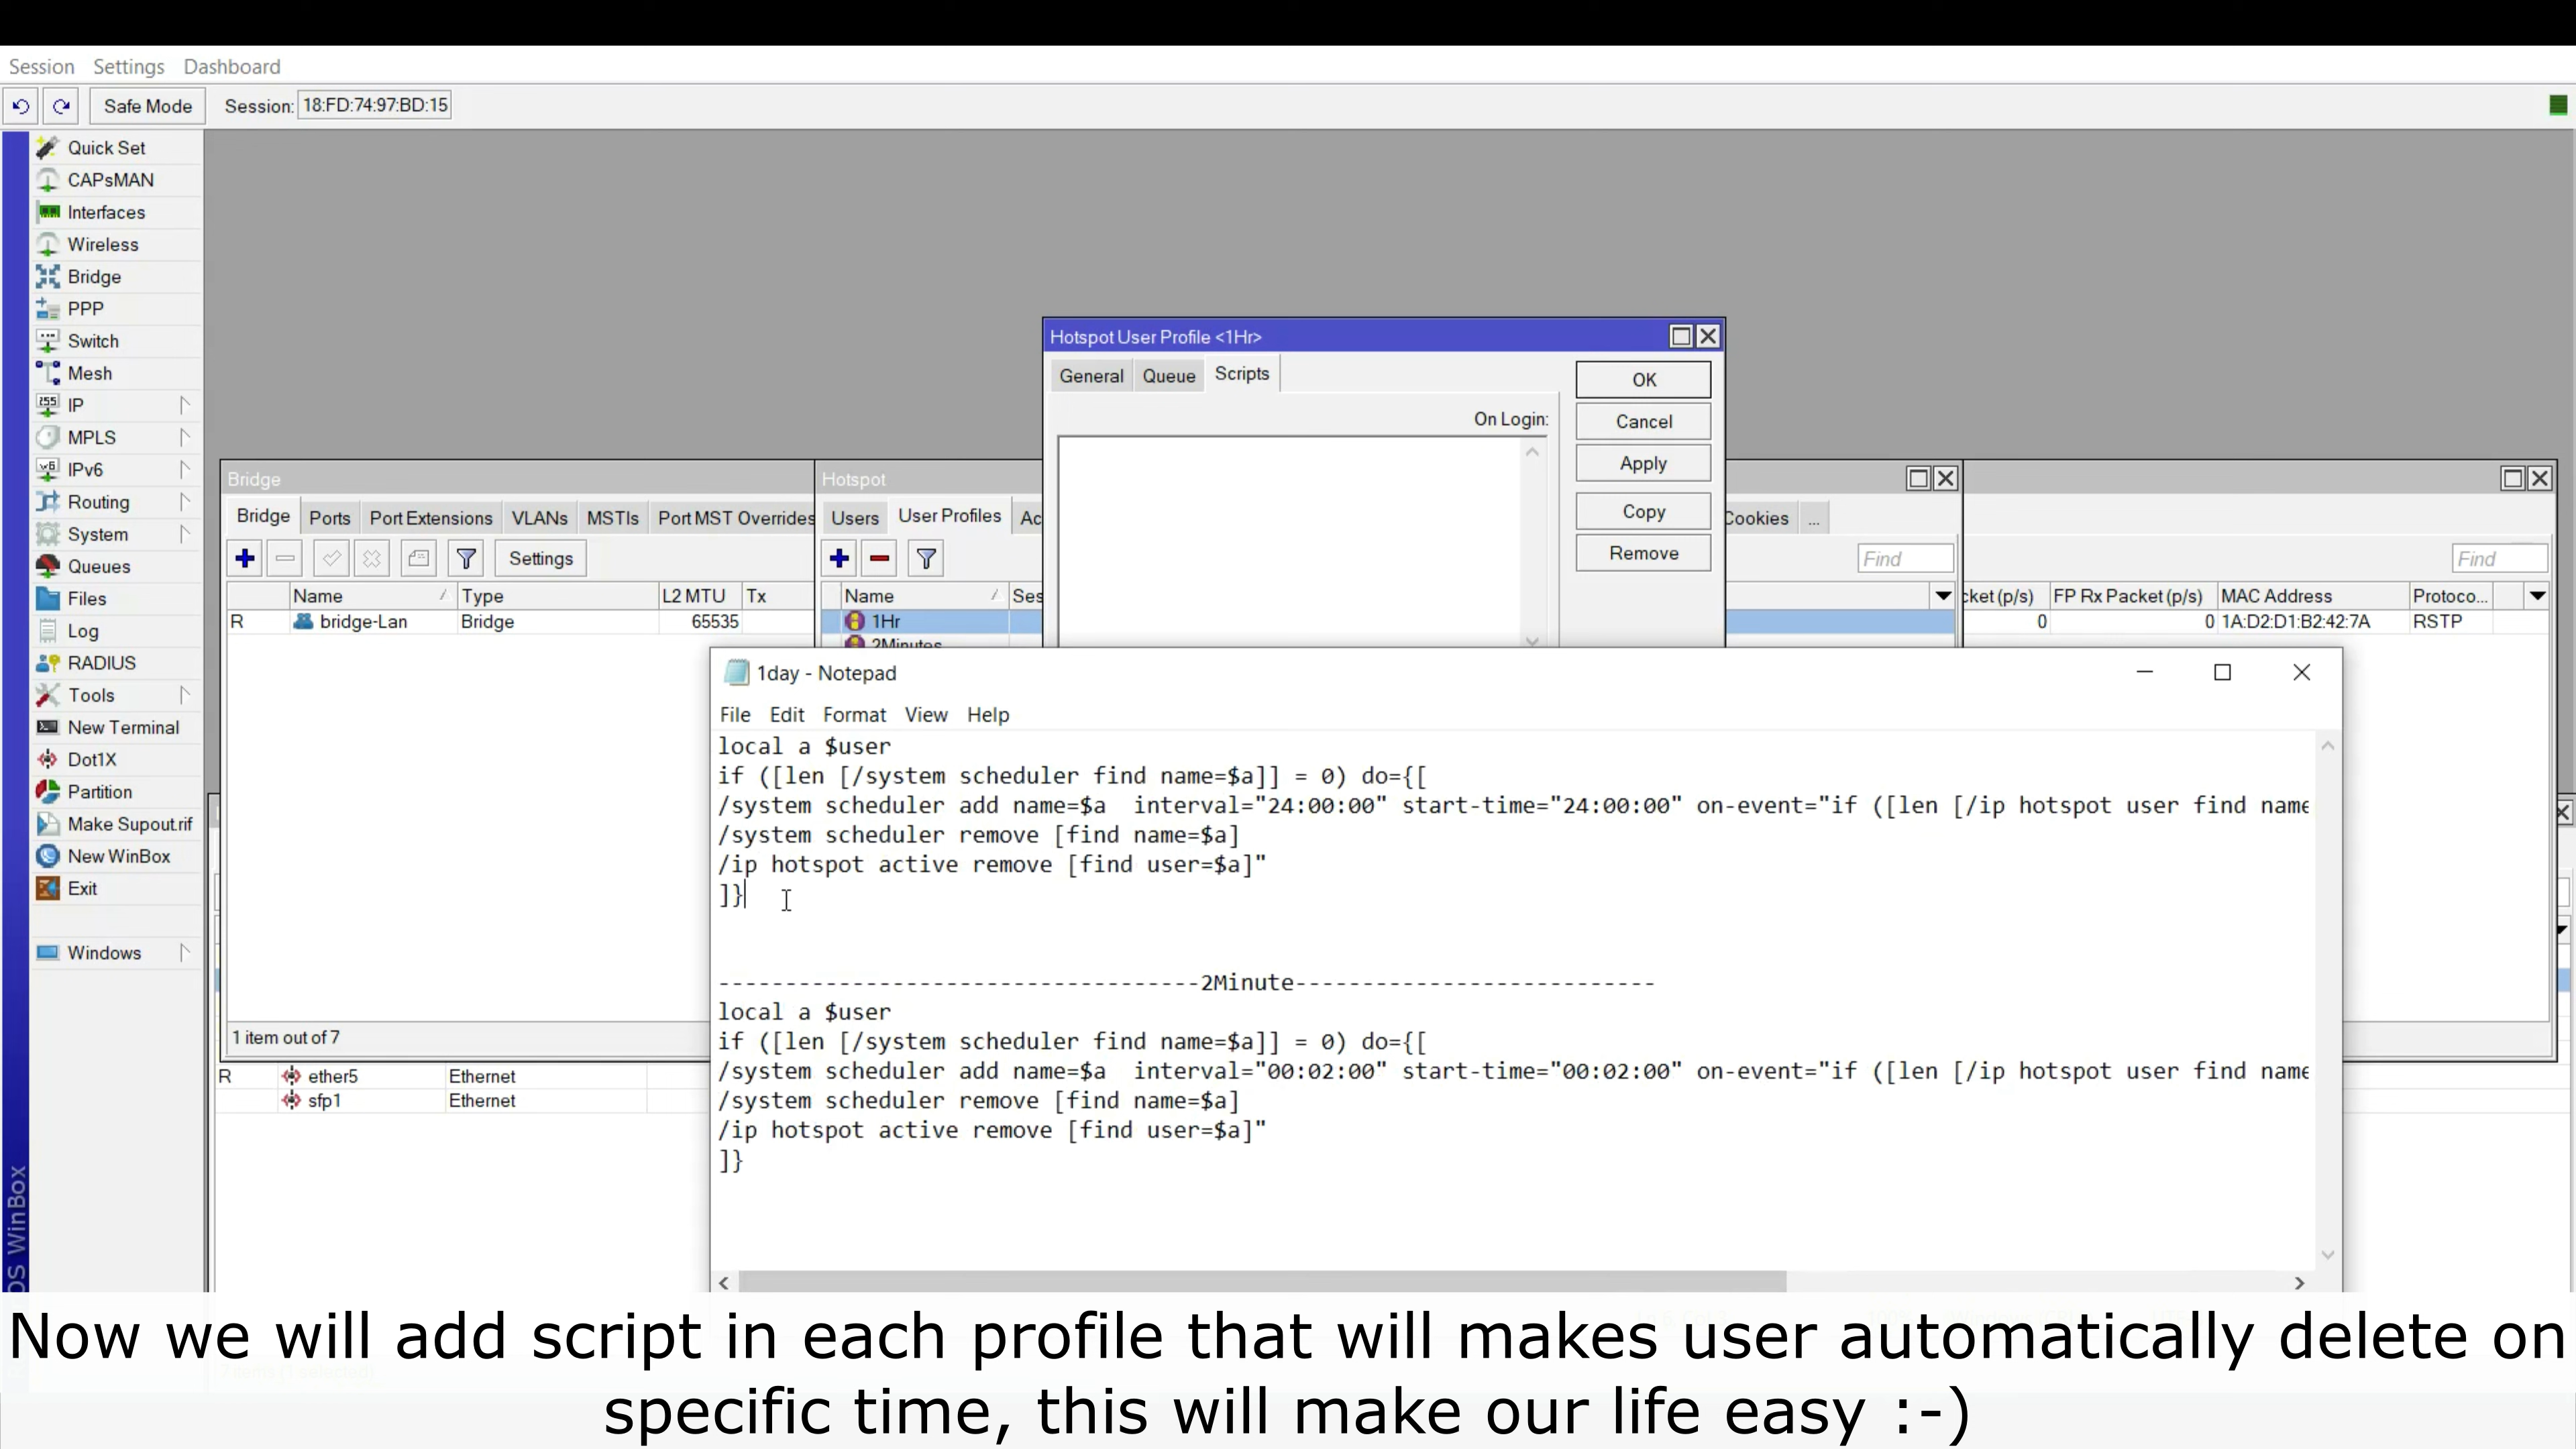 Session Settings Dashboard
Safe Mode Session: 18:FD:74:97:BD:15
Quick Set
CAPsMAN
Interfaces
Wireless
Bridge
PPP
Switch
Mesh
IP
MPLS
IPv6
Routing
System
Queues
Files
Log
RADIUS
Tools
New Terminal
Dot1X
Partition
Make Supout.rif
New WinBox
Exit
Windows
OS WinBox
Bridge
Bridge Ports Port Extensions VLANs MSTIs Port MST Overrides
Settings
Name Type L2 MTU Tx
R bridge-Lan Bridge 65535
1 item out of 7
R ether5 Ethernet
sfp1 Ethernet
Hotspot
Users User Profiles Ac
Name Ses
1Hr
2Minutes
Hotspot User Profile <1Hr>
General Queue Scripts
On Login:
OK
Cancel
Apply
Copy
Remove
Cookies ...
Find
Find
cket (p/s) FP Rx Packet (p/s) MAC Address Protoco...
0 0 1A:D2:D1:B2:42:7A RSTP
1day - Notepad
File Edit Format View Help
local a $user
if ([len [/system scheduler find name=$a]] = 0) do={[
/system scheduler add name=$a  interval="24:00:00" start-time="24:00:00" on-event="if ([len [/ip hotspot user find name
/system scheduler remove [find name=$a]
/ip hotspot active remove [find user=$a]"
]}
------------------------------------2Minute---------------------------
local a $user
if ([len [/system scheduler find name=$a]] = 0) do={[
/system scheduler add name=$a  interval="00:02:00" start-time="00:02:00" on-event="if ([len [/ip hotspot user find name
/system scheduler remove [find name=$a]
/ip hotspot active remove [find user=$a]"
]}
Now we will add script in each profile that will makes user automatically delete on
specific time, this will make our life easy :-)